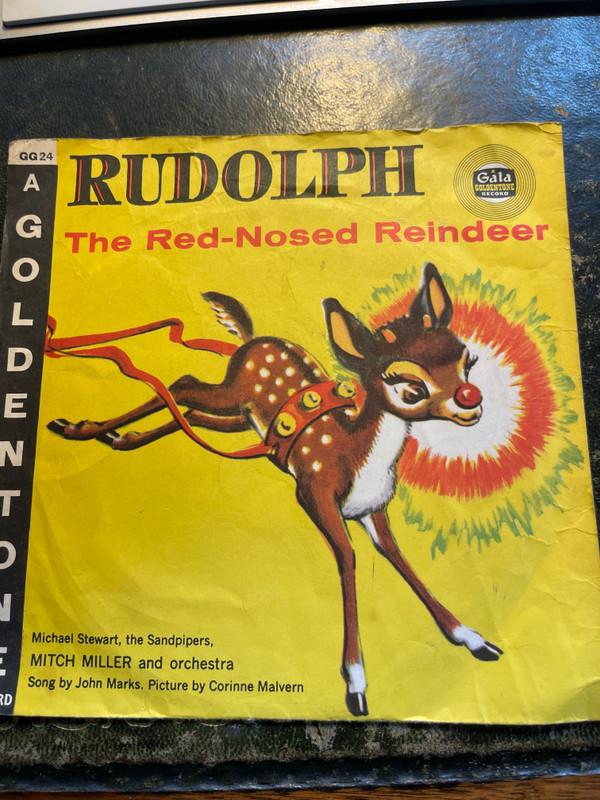 GG24
A GOLDENTONE
RD
RUDOLPH
The Red-Nosed Reindeer
A
Gala
GOLDENTONE
RECORD
Michael Stewart, the Sandpipers,
MITCH MILLER and orchestra
Song by John Marks. Picture by Corinne Malvern